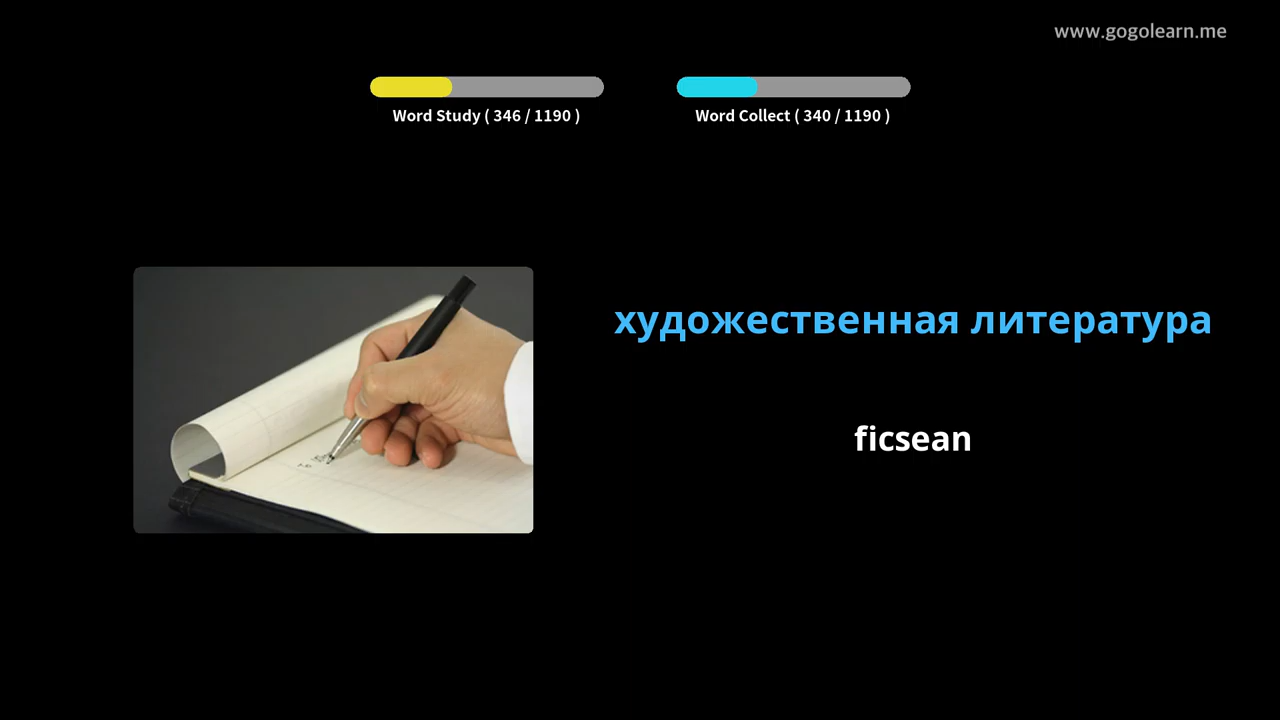 www.gogolearn.me
Word Study ( 346 / 1190 )
Word Collect ( 340 / 1190 )
художественная литература
ficsean